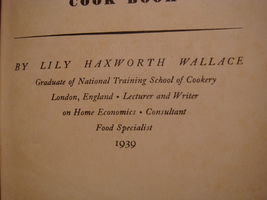 COOK BOOK
BY LILY HAXWORTH WALLACE
Graduate of National Training School of Cookery
London, England • Lecturer and Writer
on Home Economics • Consultant
Food Specialist
1939